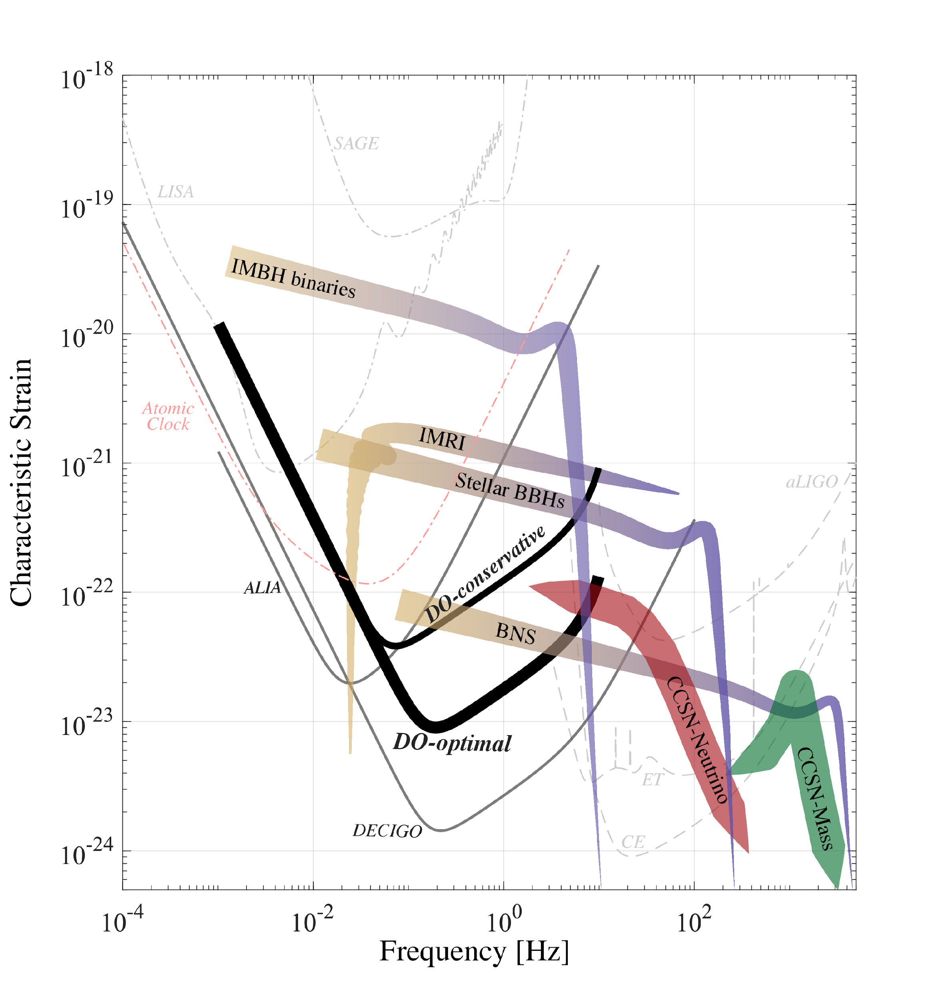 10^-18
10^-19
10^-20
10^-21
10^-22
10^-23
10^-24
Characteristic Strain
SAGE
LISA
IMBH binaries
Atomic
Clock
IMRI
Stellar BBHs
aLIGO
DO-conservative
ALIA
BNS
DO-optimal
CCSN-Neutrino
CCSN-Mass
ET
DECIGO
CE
10^-4
10^-2
10^0
10^2
Frequency [Hz]